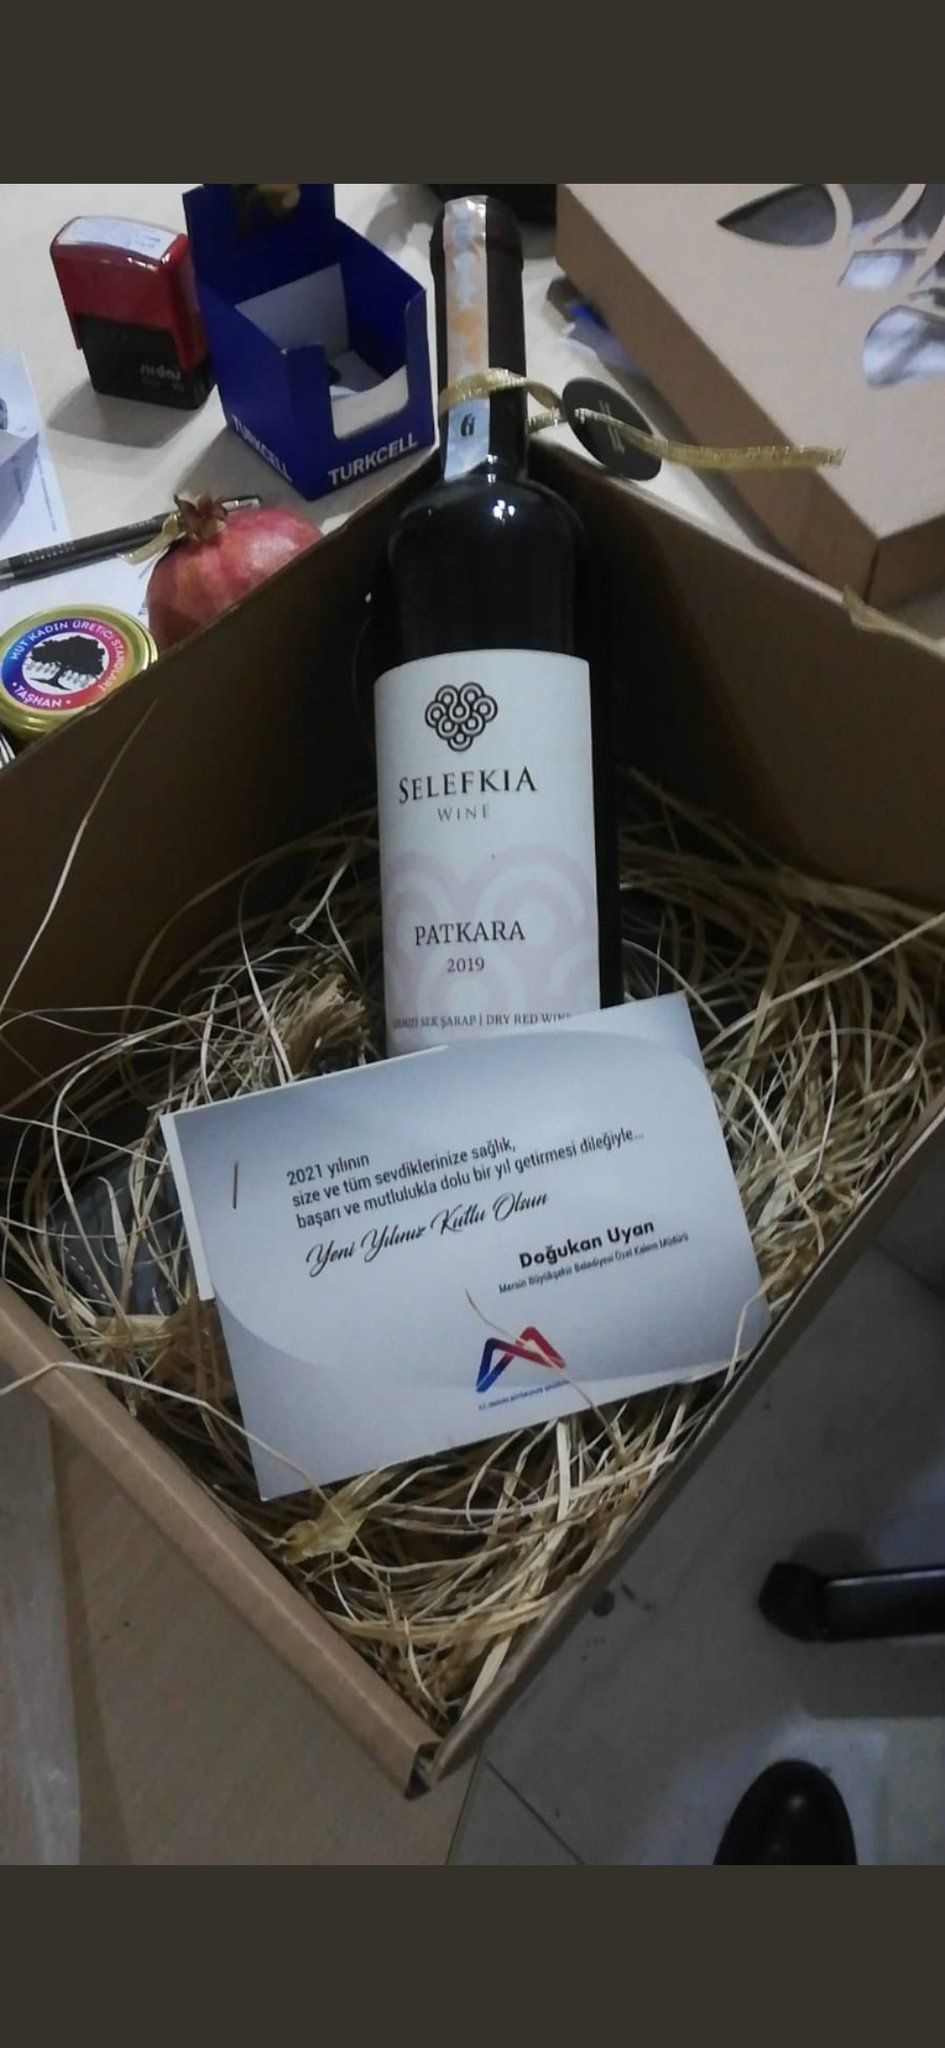 TURKCELL
TURKCELL
6
MUT KADIN ÜRETİCİ STANDLARI
• TAŞHAN •
SELEFKIA
WINE
PATKARA
2019
SEK ŞARAP | DRY RED WINE
2021 yılının
size ve tüm sevdiklerinize sağlık,
başarı ve mutlulukla dolu bir yıl getirmesi dileğiyle...
Yeni Yılınız Kutlu Olsun
Doğukan Uyan
Mersin Büyükşehir Belediyesi Özel Kalem Müdürü